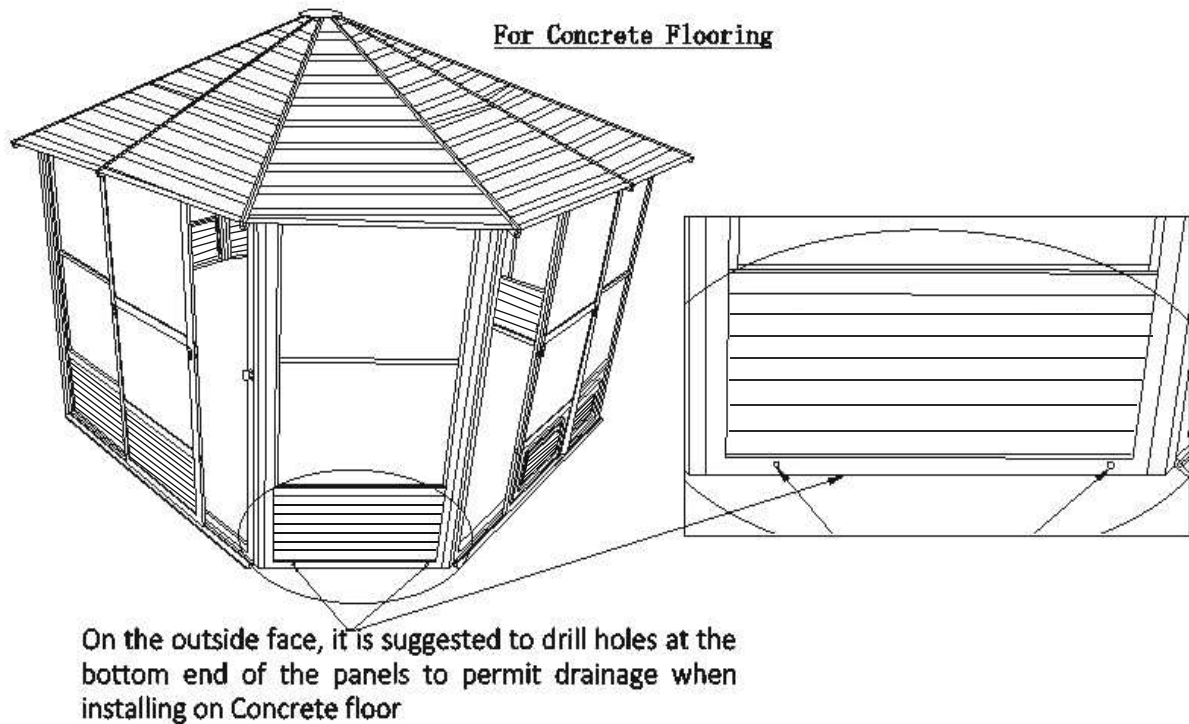 For Concrete Flooring
On the outside face, it is suggested to drill holes at the
bottom end of the panels to permit drainage when
installing on Concrete floor